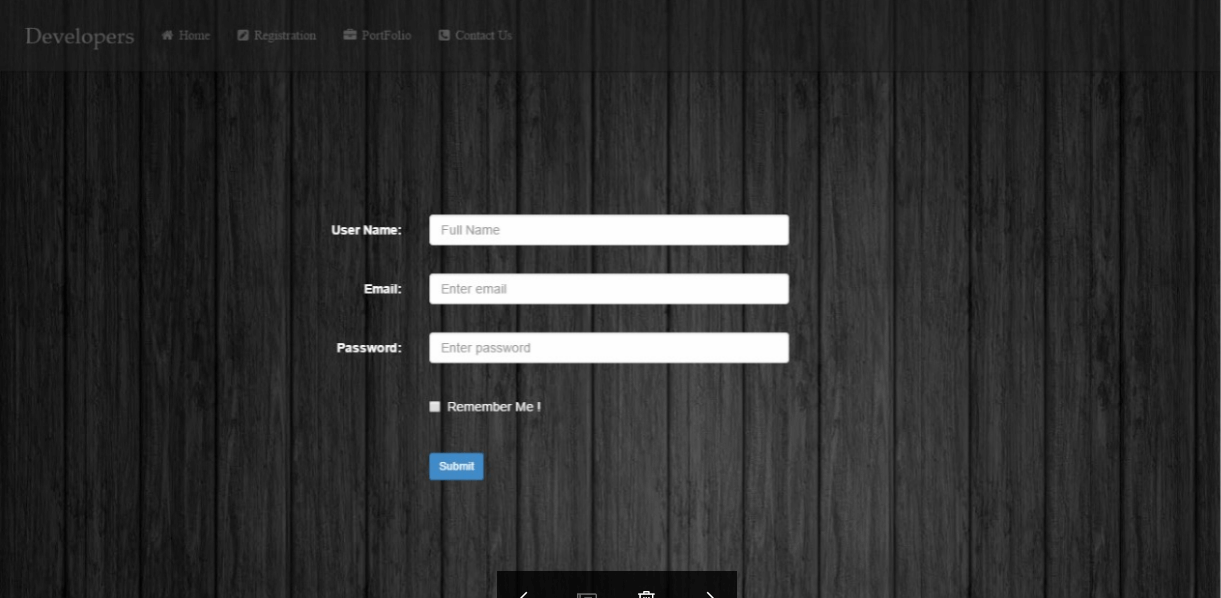 Developers Home Registration PortFolio Contact Us
User Name: Full Name
Email: Enter email
Password: Enter password
Remember Me !
Submit